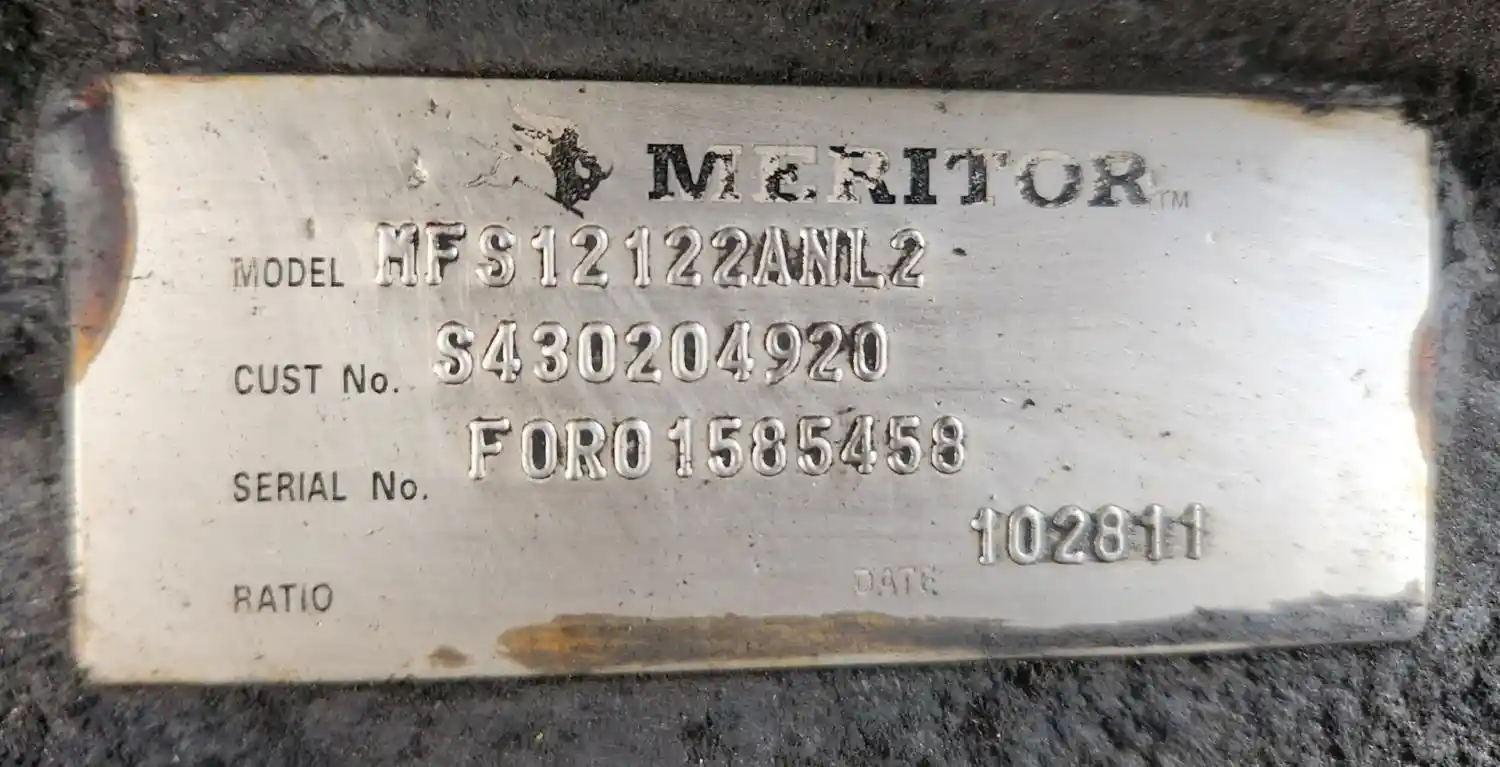 MERITOR™
MODEL MFS12122ANL2
CUST No. S430204920
SERIAL No. FOR01585458
RATIO DATE 102811